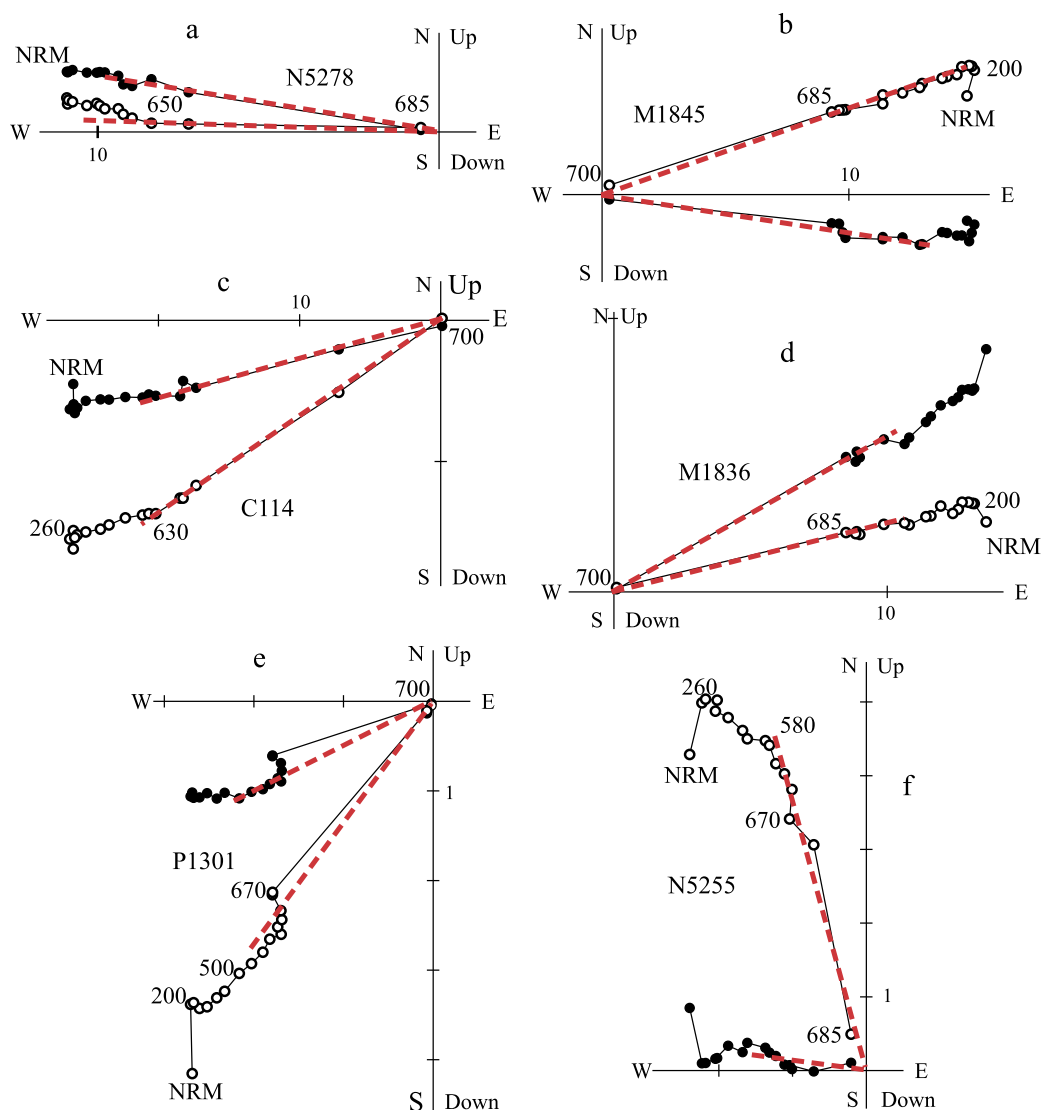 a
N Up
NRM
N5278
650
685
W
E
10
S Down
b
N Up
200
685
M1845
NRM
700
10
W
E
S Down
c
N Up
10
W
E
700
NRM
C114
260
630
S Down
N Up
d
M1836
200
685
NRM
700
W
E
10
S Down
e
N Up
700
W
E
1
P1301
670
500
200
NRM
S Down
N Up
260
580
NRM
f
670
N5255
1
685
W
E
S Down